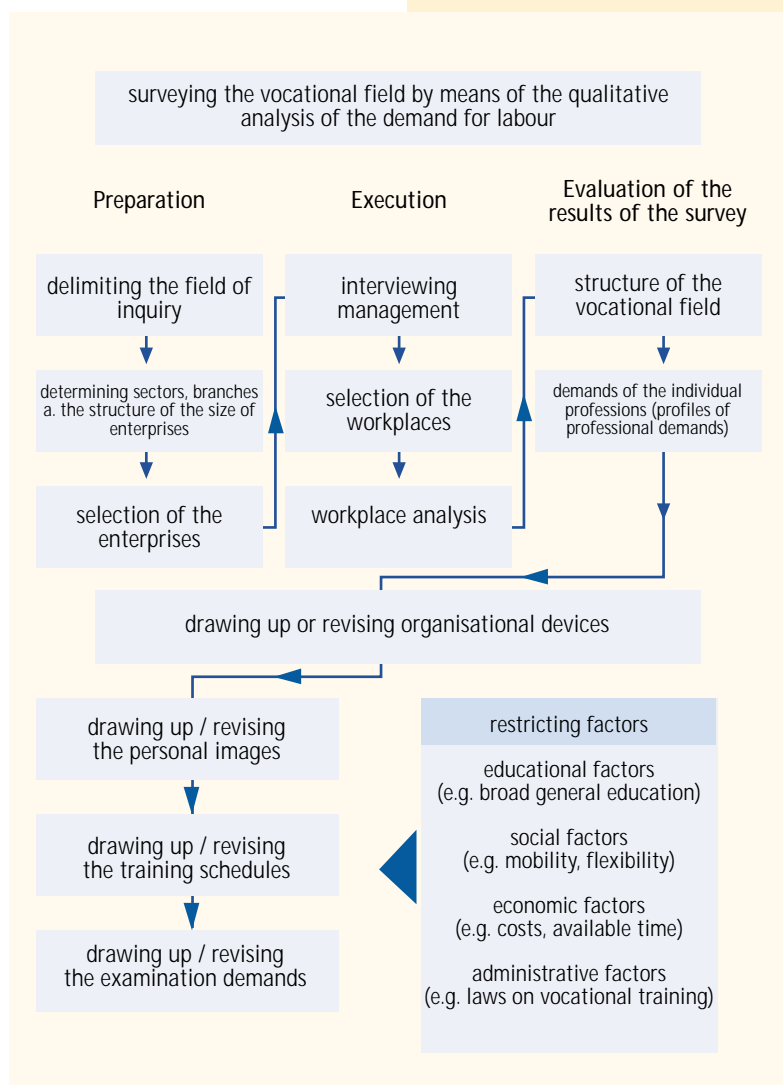 surveying the vocational field by means of the qualitative
analysis of the demand for labour
Preparation
Execution
Evaluation of the
results of the survey
delimiting the field of
inquiry
determining sectors, branches
a. the structure of the size of
enterprises
selection of the
enterprises
interviewing
management
selection of the
workplaces
workplace analysis
structure of the
vocational field
demands of the individual
professions (profiles of
professional demands)
drawing up or revising organisational devices
drawing up / revising
the personal images
drawing up / revising
the training schedules
drawing up / revising
the examination demands
restricting factors
educational factors
(e.g. broad general education)
social factors
(e.g. mobility, flexibility)
economic factors
(e.g. costs, available time)
administrative factors
(e.g. laws on vocational training)